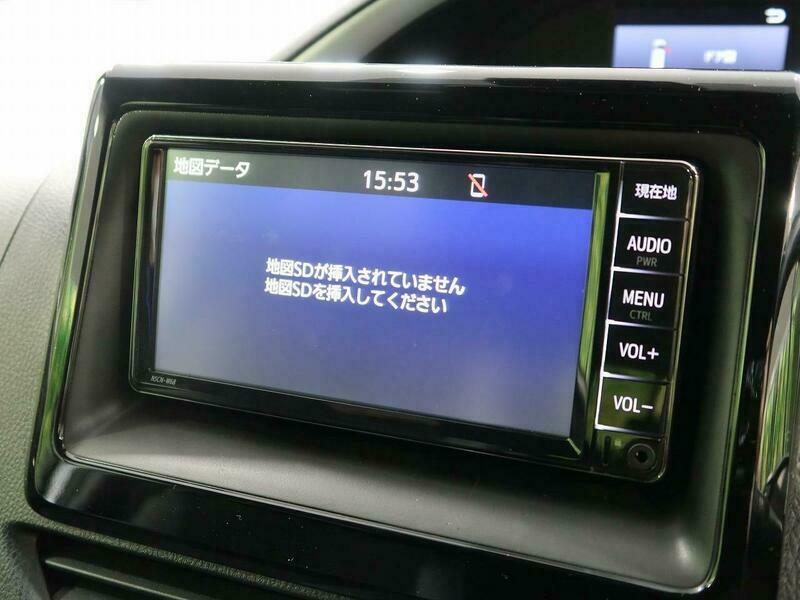 地図データ
15:53
地図SDが挿入されていません
地図SDを挿入してください
現在地
AUDIO
PWR
MENU
CTRL
VOL+
VOL-
NSCN-W68